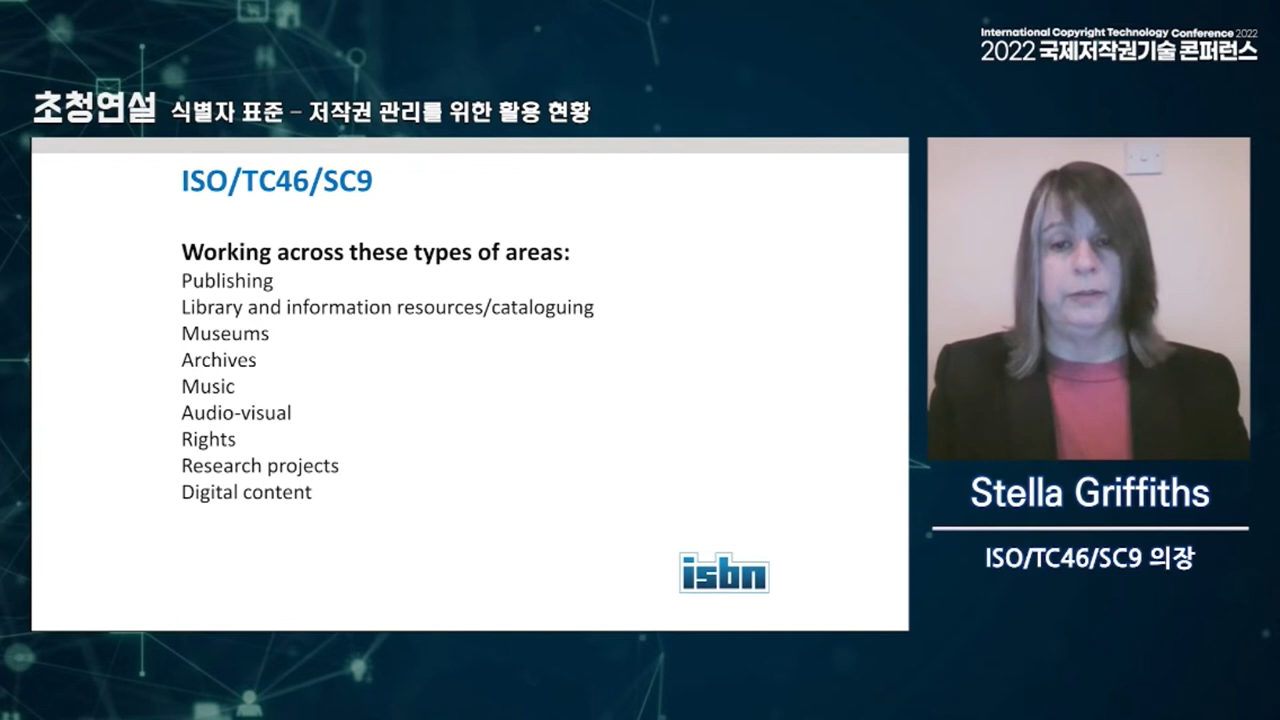 International Copyright Technology Conference 2022
2022 국제저작권기술 콘퍼런스
초청연설 식별자 표준 – 저작권 관리를 위한 활용 현황
ISO/TC46/SC9
Working across these types of areas:
Publishing
Library and information resources/cataloguing
Museums
Archives
Music
Audio-visual
Rights
Research projects
Digital content
isbn
Stella Griffiths
ISO/TC46/SC9 의장